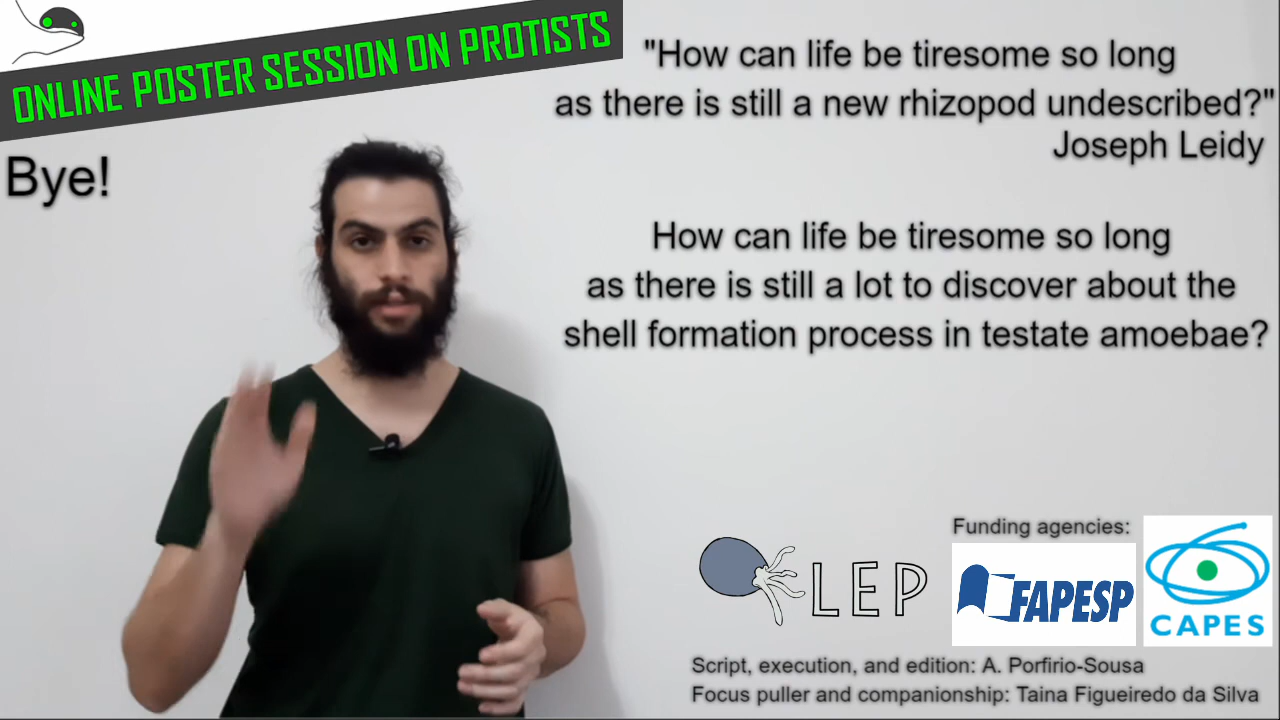 ONLINE POSTER SESSION ON PROTISTS
Bye!
"How can life be tiresome so long
as there is still a new rhizopod undescribed?"
Joseph Leidy
How can life be tiresome so long
as there is still a lot to discover about the
shell formation process in testate amoebae?
Funding agencies:
LEP
FAPESP
CAPES
Script, execution, and edition: A. Porfirio-Sousa
Focus puller and companionship: Taina Figueiredo da Silva